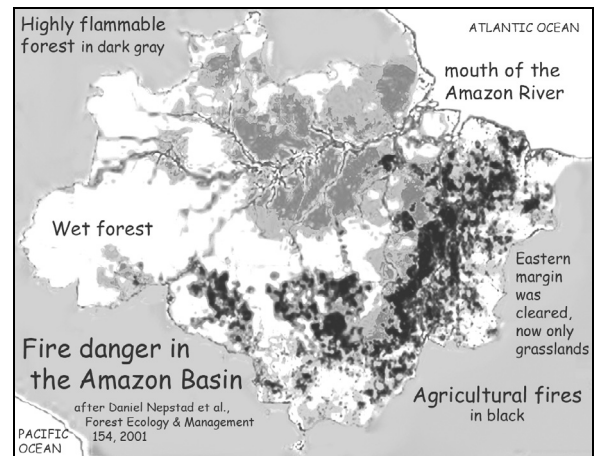 Highly flammable
forest in dark gray
ATLANTIC OCEAN
mouth of the
Amazon River
Wet forest
Eastern
margin
was
cleared,
now only
grasslands
Fire danger in
the Amazon Basin
after Daniel Nepstad et al.,
Forest Ecology & Management
154, 2001
Agricultural fires
in black
PACIFIC
OCEAN